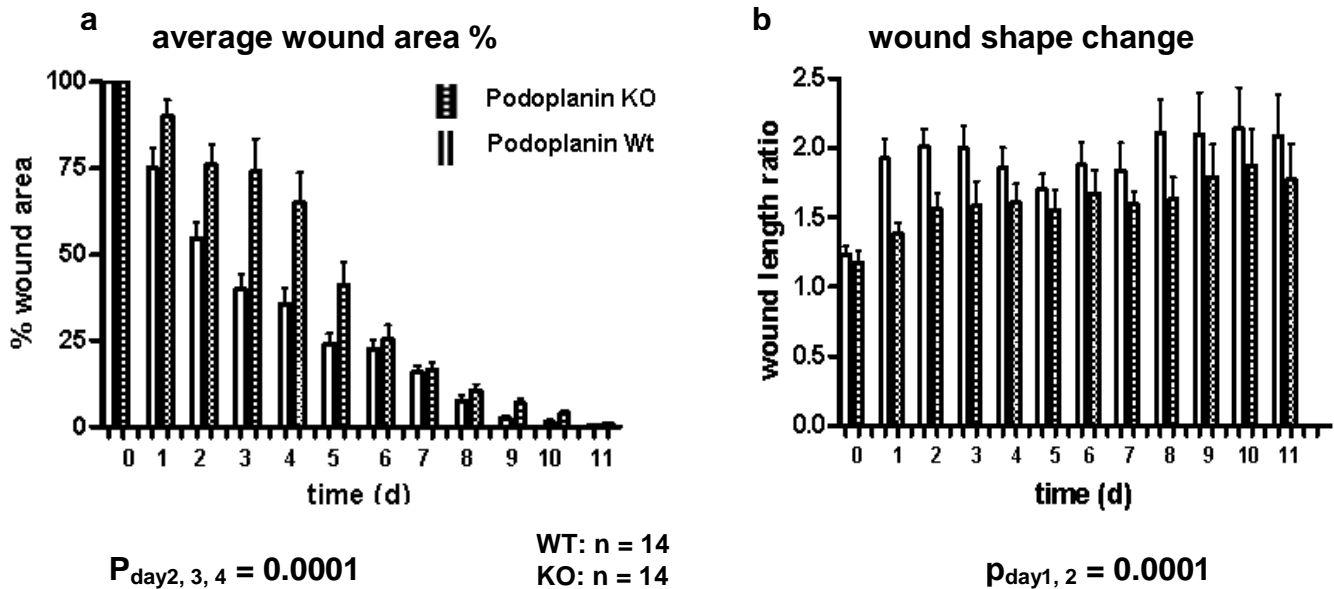 a
average wound area %
100
75
50
25
0
% wound area
Podoplanin KO
Podoplanin Wt
0 1 2 3 4 5 6 7 8 9 10 11
time (d)
P day2, 3, 4 = 0.0001
WT: n = 14
KO: n = 14
b
wound shape change
2.5
2.0
1.5
1.0
0.5
0.0
wound length ratio
0 1 2 3 4 5 6 7 8 9 10 11
time (d)
p day1, 2 = 0.0001